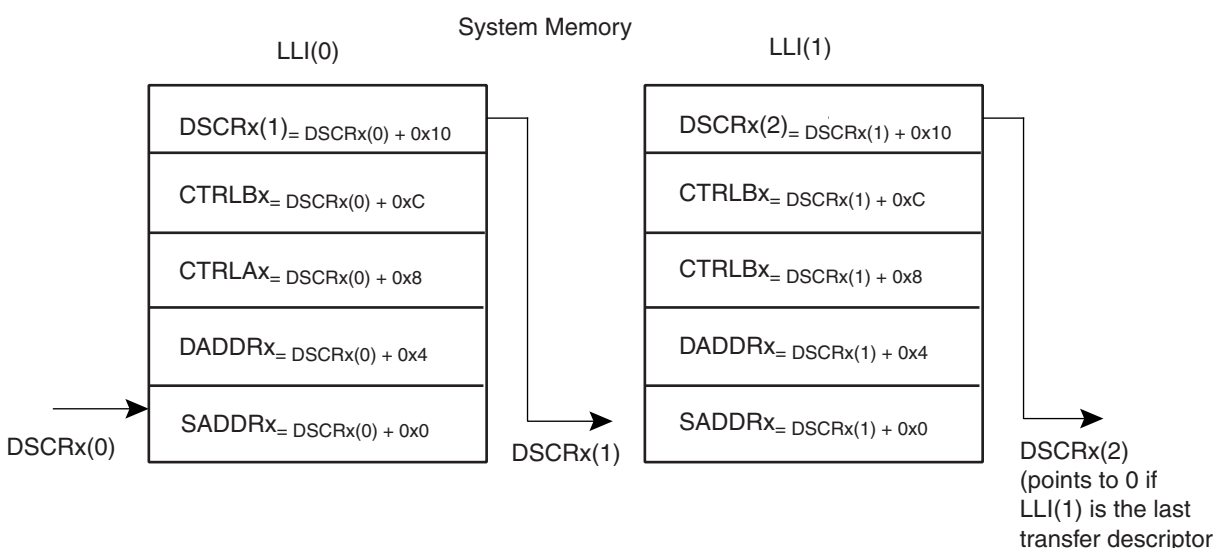 System Memory
LLI(0)
LLI(1)
DSCRx(1)= DSCRx(0) + 0x10
CTRLBx= DSCRx(0) + 0xC
CTRLAx= DSCRx(0) + 0x8
DADDRx= DSCRx(0) + 0x4
SADDRx= DSCRx(0) + 0x0
DSCRx(0)
DSCRx(1)
DSCRx(2)= DSCRx(1) + 0x10
CTRLBx= DSCRx(1) + 0xC
CTRLBx= DSCRx(1) + 0x8
DADDRx= DSCRx(1) + 0x4
SADDRx= DSCRx(1) + 0x0
DSCRx(2)
(points to 0 if
LLI(1) is the last
transfer descriptor